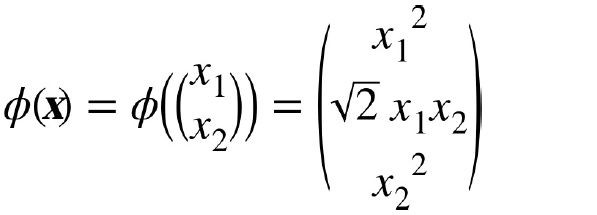 ϕ(𝐱) = ϕ((x₁ x₂)) = (x₁² √2 x₁x₂ x₂²)